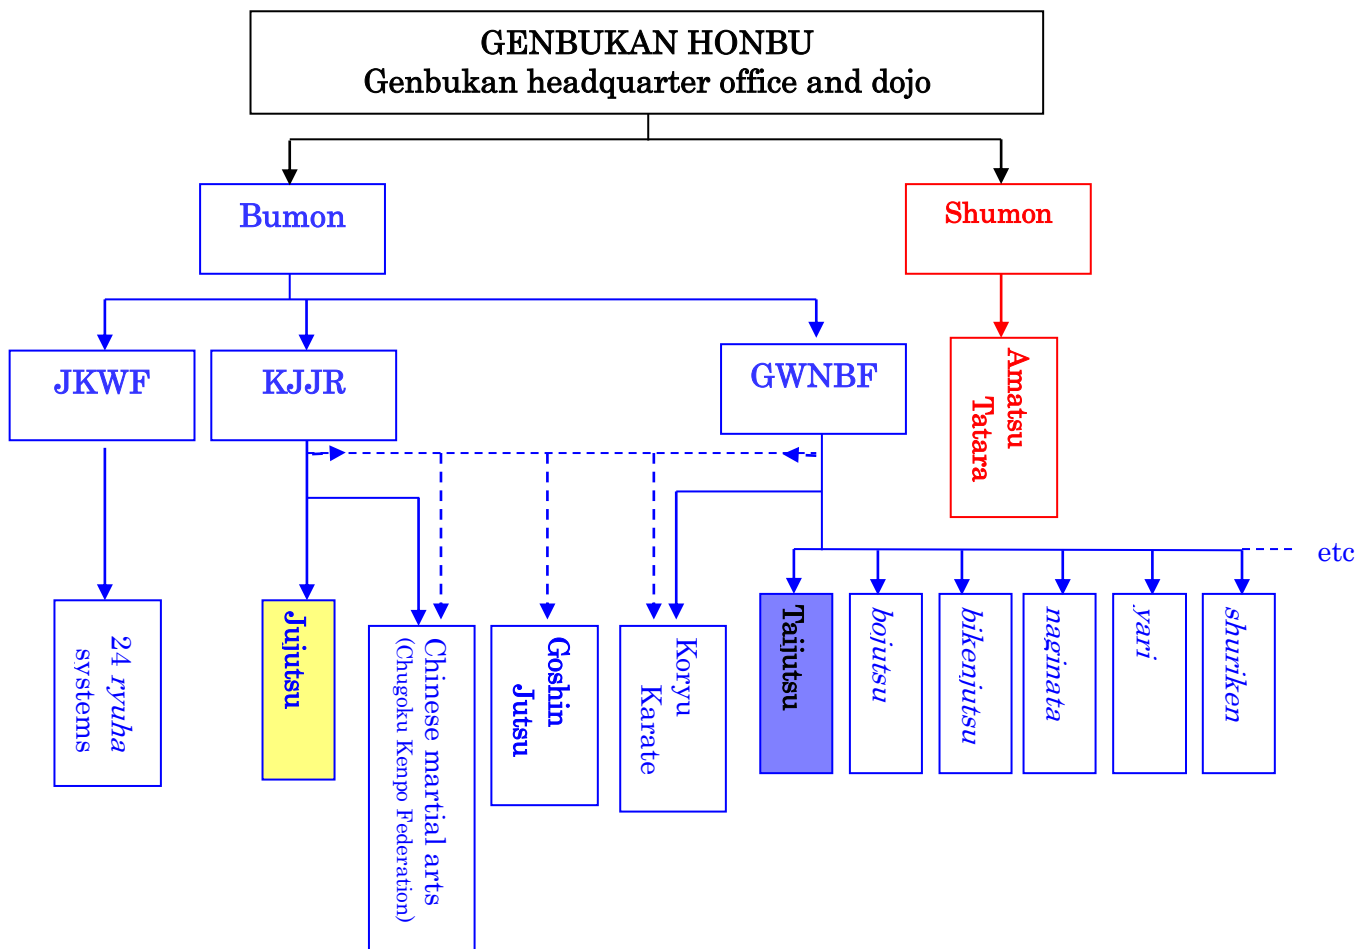 GENBUKAN HONBU
Genbukan headquarter office and dojo
Bumon
Shumon
JKWF
KJJR
GWNBF
Amatsu
Tatara
etc
24 ryuha
systems
Jujutsu
Chinese martial arts
(Chugoku Kenpo Federation)
Goshin
Jutsu
Koryu
Karate
Taijutsu
bojutsu
bikenjutsu
naginata
yari
shuriken